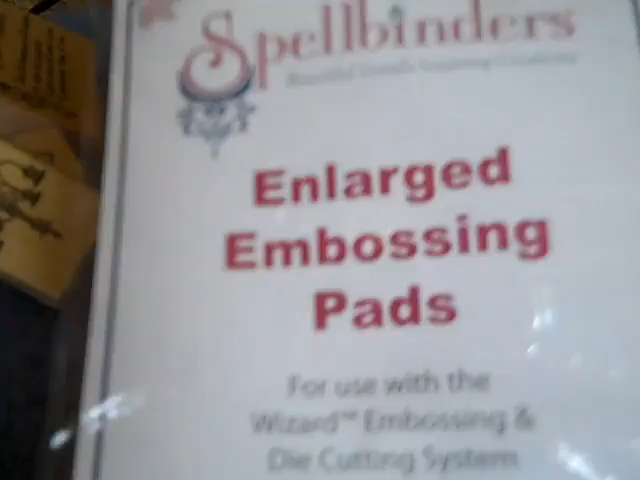 Spellbinders
Enlarged
Embossing
Pads
For use with the
Wizard™ Embossing &
Die Cutting System